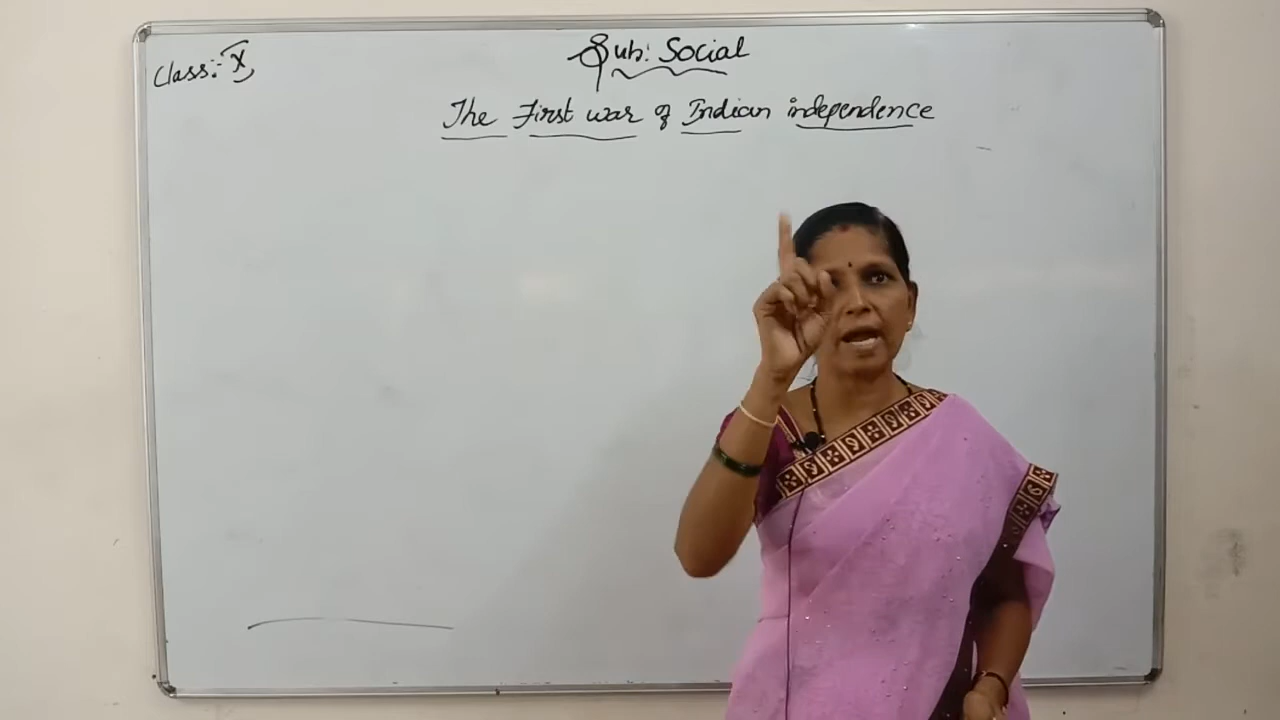 Class:- X
Sub: Social
The First war of Indian independence